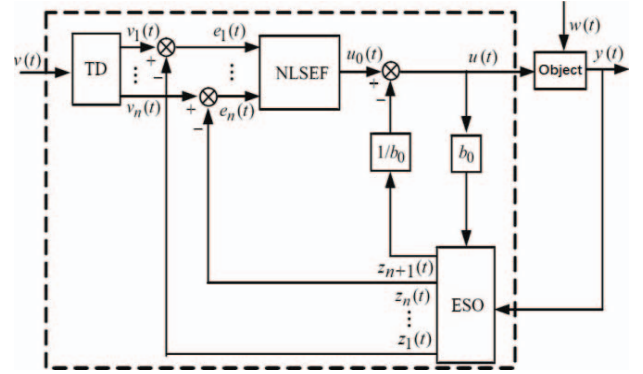 v(t)
TD
v₁(t)
⋮
vₙ(t)
+
−
+
−
e₁(t)
⋮
eₙ(t)
NLSEF
u₀(t)
+
−
u(t)
w(t)
Object
y(t)
1/b₀
b₀
zₙ₊₁(t)
zₙ(t)
⋮
z₁(t)
ESO